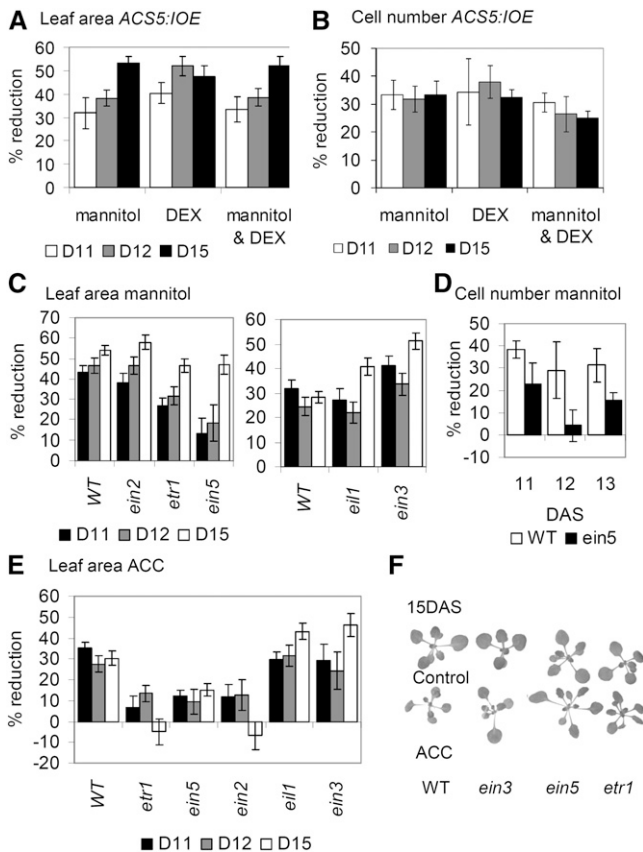 A Leaf area ACS5:IOE
% reduction
60
50
40
30
20
10
0
mannitol DEX mannitol & DEX
D11 D12 D15
B Cell number ACS5:IOE
% reduction
50
40
30
20
10
0
mannitol DEX mannitol & DEX
D11 D12 D15
C Leaf area mannitol
% reduction
70
60
50
40
30
20
10
0
WT ein2 etr1 ein5
D11 D12 D15
60
50
40
30
20
10
0
WT eil1 ein3
D Cell number mannitol
% reduction
50
40
30
20
10
0
-10
11 12 13
DAS
WT ein5
E Leaf area ACC
% reduction
60
50
40
30
20
10
0
-10
-20
WT etr1 ein5 ein2 eil1 ein3
D11 D12 D15
F
15DAS
Control
ACC
WT ein3 ein5 etr1